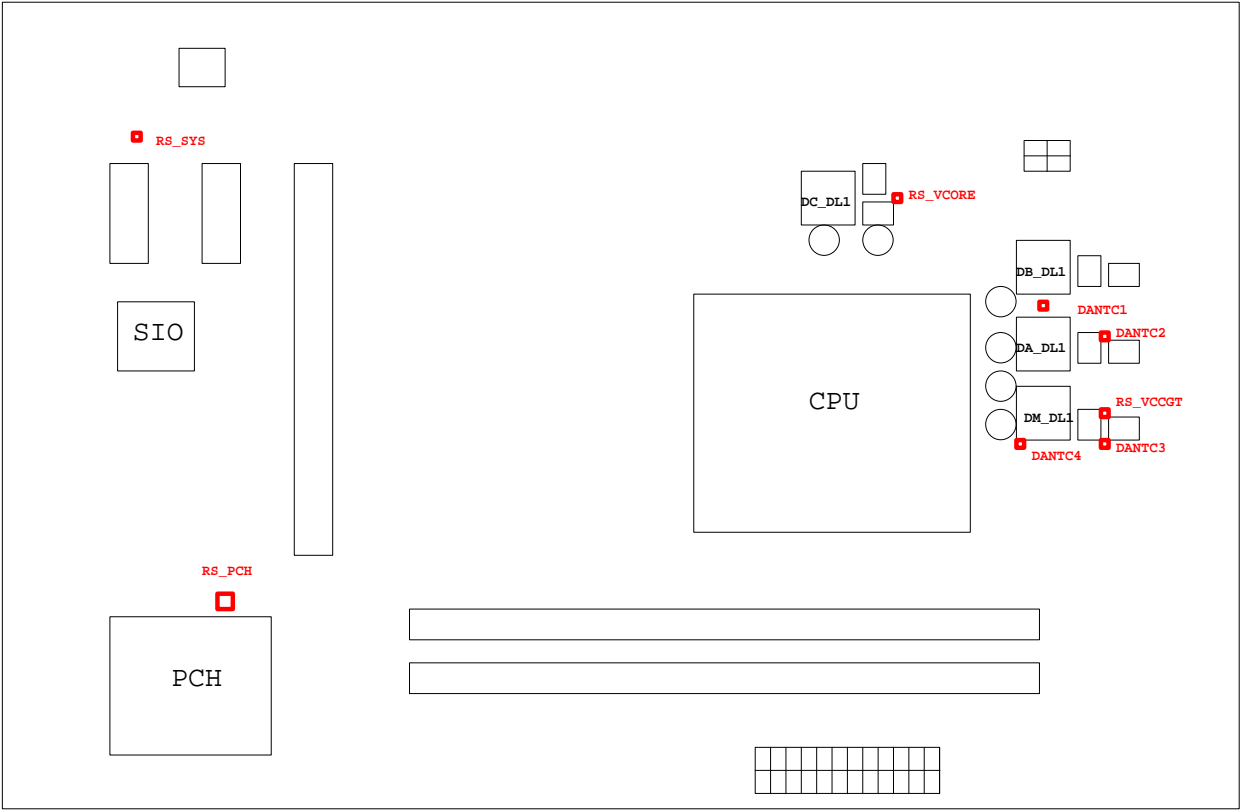 RS_SYS
RS_VCORE
DC_DL1
DB_DL1
DANTC1
SIO
DANTC2
DA_DL1
CPU
RS_VCCGT
DM_DL1
DANTC3
DANTC4
RS_PCH
PCH